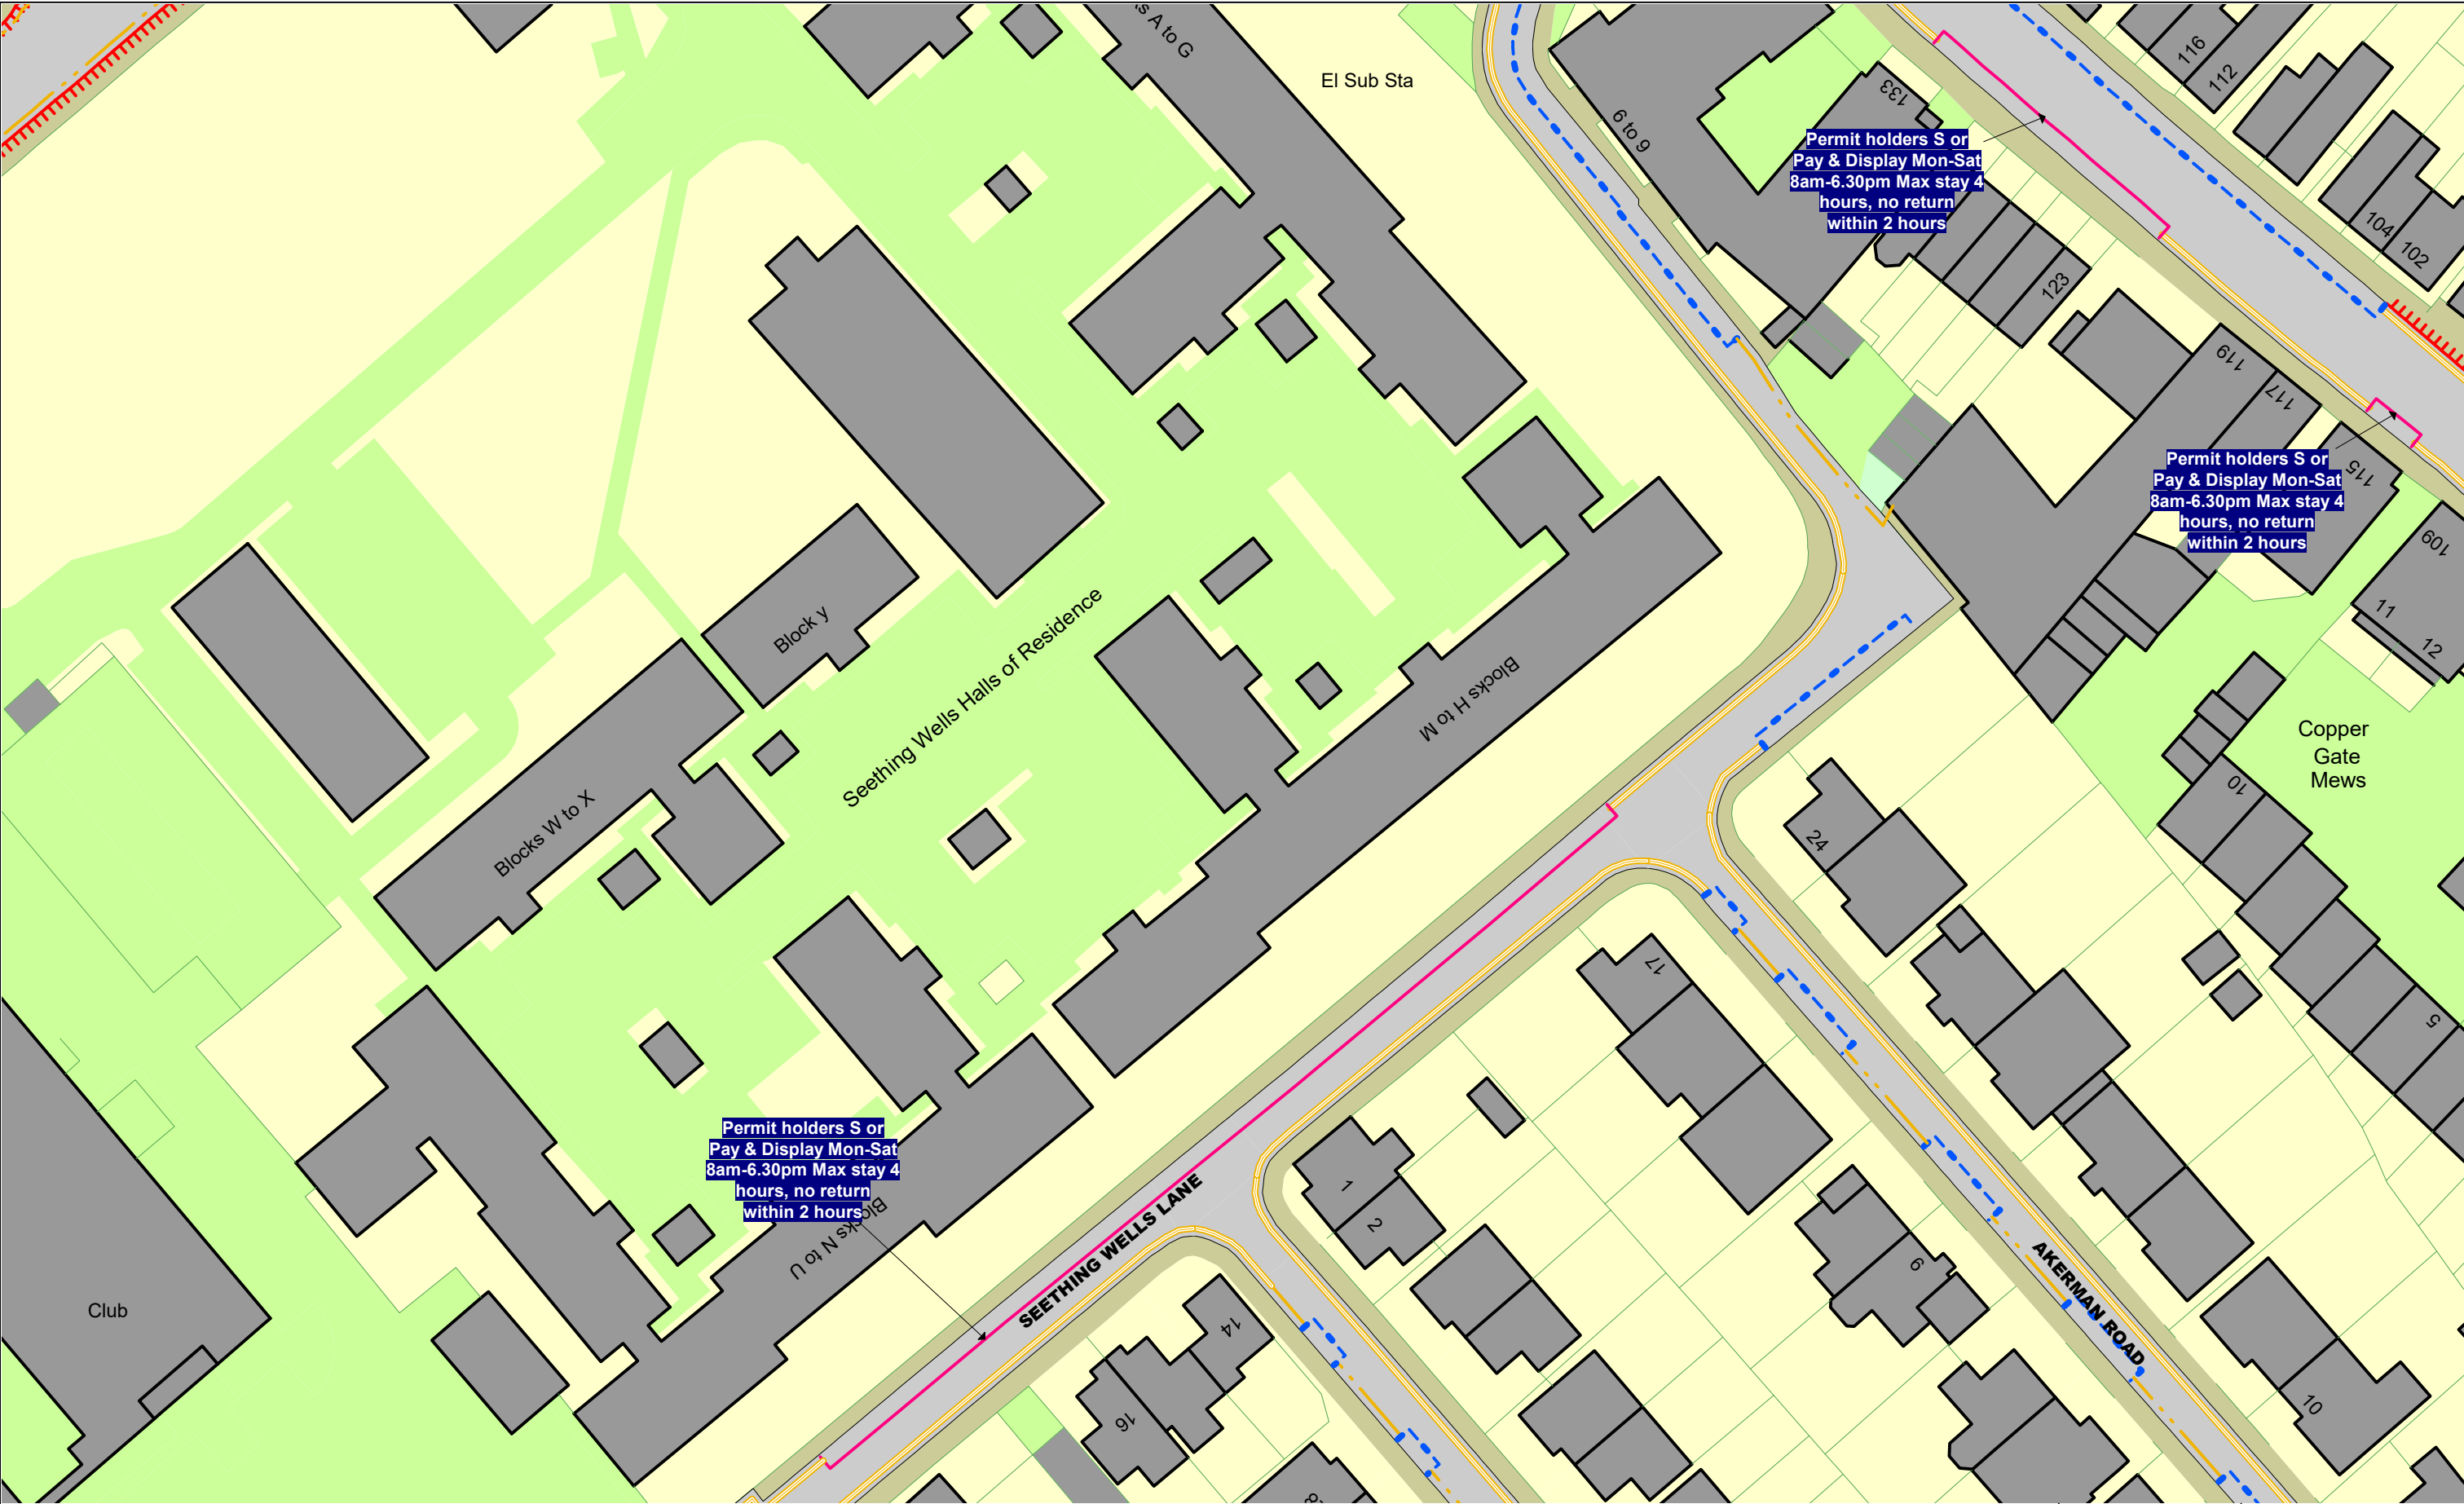 s A to G
El Sub Sta
6 to 9
133
116
112
Permit holders S or
Pay & Display Mon-Sat
8am-6.30pm Max stay 4
hours, no return
within 2 hours
104
102
123
119
117
115
Permit holders S or
Pay & Display Mon-Sat
8am-6.30pm Max stay 4
hours, no return
within 2 hours
109
11
12
Block y
Seething Wells Halls of Residence
Blocks H to M
Copper
Gate
Mews
10
24
Blocks W to X
17
5
Permit holders S or
Pay & Display Mon-Sat
8am-6.30pm Max stay 4
hours, no return
within 2 hours
Blocks N to U
SEETHING WELLS LANE
1
2
9
AKERMAN ROAD
Club
14
16
10